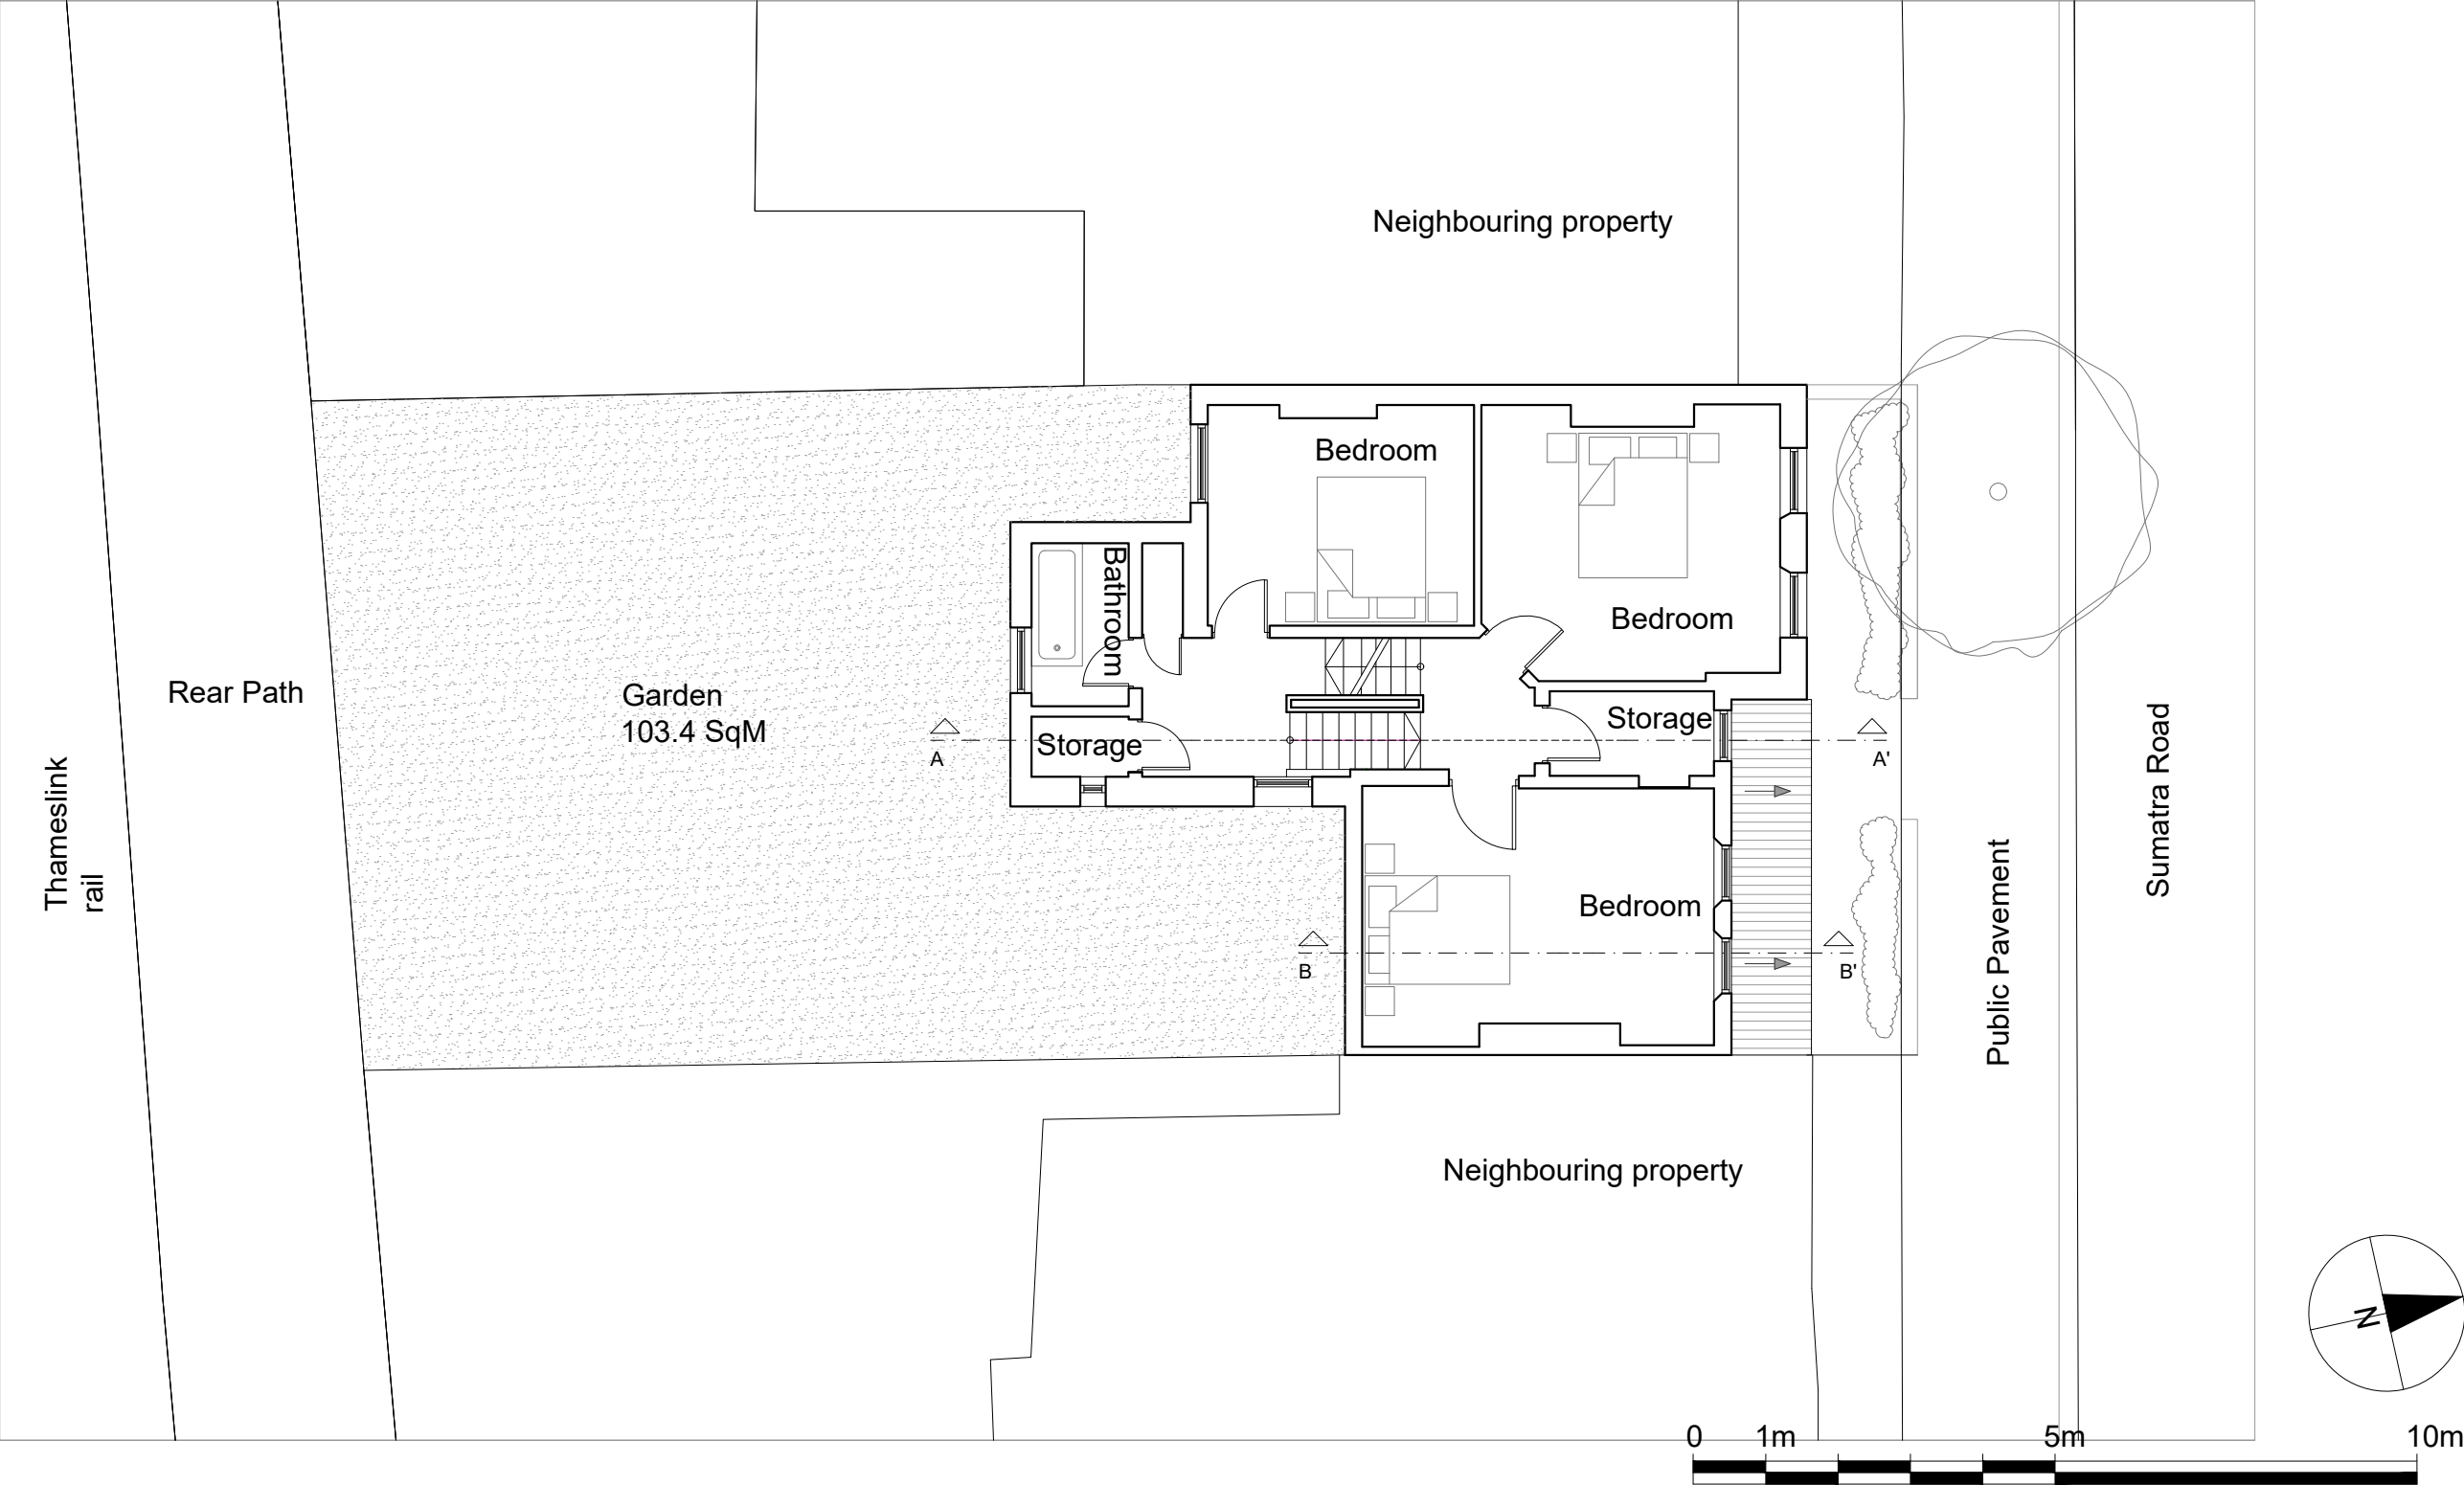 Neighbouring property
Bedroom
Bathroom
Bedroom
Rear Path
Garden
103.4 SqM
Storage
Storage
A
A'
Thameslink
rail
Sumatra Road
Bedroom
Public Pavement
B
B'
Neighbouring property
N
0 1m 5m 10m